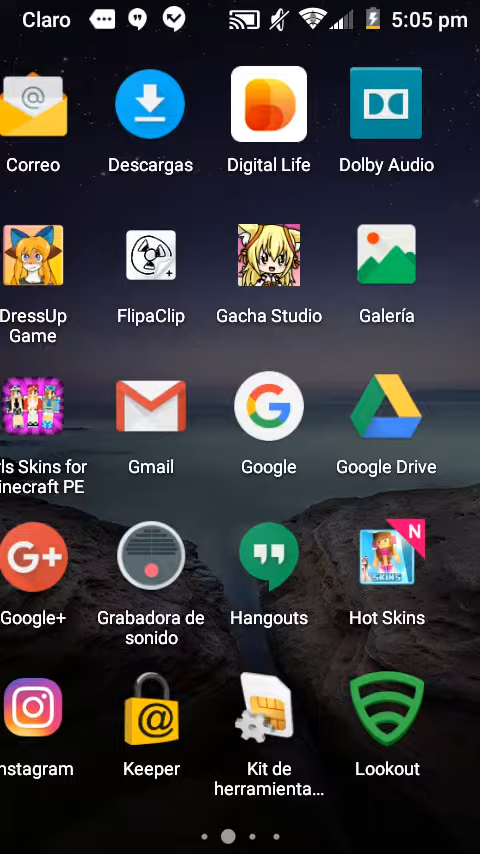 Claro 5:05 pm
Correo Descargas Digital Life Dolby Audio
DressUp Game FlipaClip Gacha Studio Galería
ls Skins for
inecraft PE Gmail Google Google Drive
G+
N
SKINS
Google+ Grabadora de
sonido Hangouts Hot Skins
nstagram Keeper Kit de
herramienta... Lookout